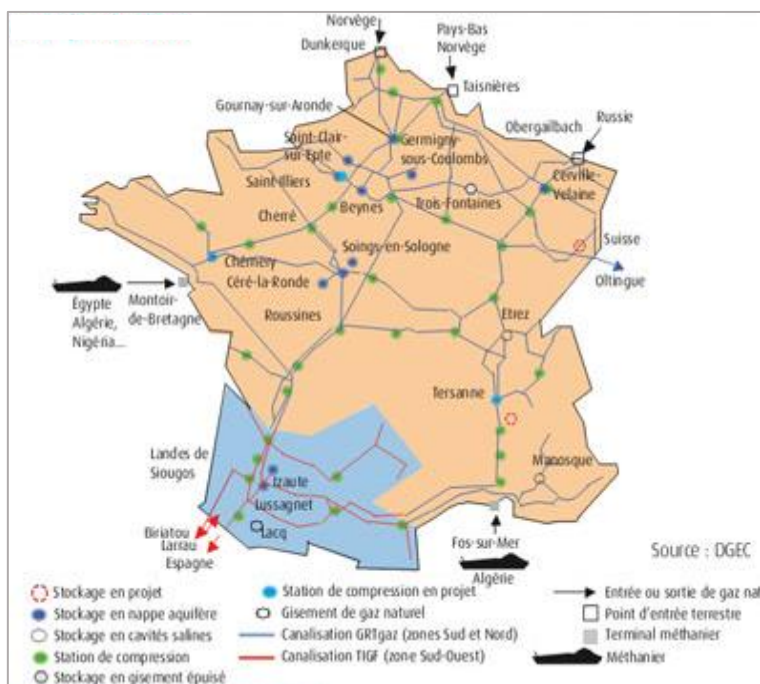 Norvège
Dunkerque
Pays-Bas
Norvège
Taisnières
Gournay-sur-Aronde
Obergailbach
Russie
Saint-Clair-
sur-Epte
Germigny-
sous-Coulombs
Cerville-
Velaine
Saint-Illiers
Beynes
Trois-Fontaines
Cherré
Soings-en-Sologne
Suisse
Chémery
Oltingue
Céré-la-Ronde
Égypte
Algérie,
Nigéria...
Montoir-
de-Bretagne
Roussines
Etrez
Tersanne
Landes de
Siougos
Manosque
Izaute
Lussagnet
Biriatou
Larrau
Espagne
Lacq
Fos-sur-Mer
Algérie
Source : DGEC
Stockage en projet
Stockage en nappe aquifère
Stockage en cavités salines
Station de compression
Stockage en gisement épuisé
Station de compression en projet
Gisement de gaz naturel
Canalisation GRTgaz (zones Sud et Nord)
Canalisation TIGF (zone Sud-Ouest)
Entrée ou sortie de gaz nat
Point d'entrée terrestre
Terminal méthanier
Méthanier